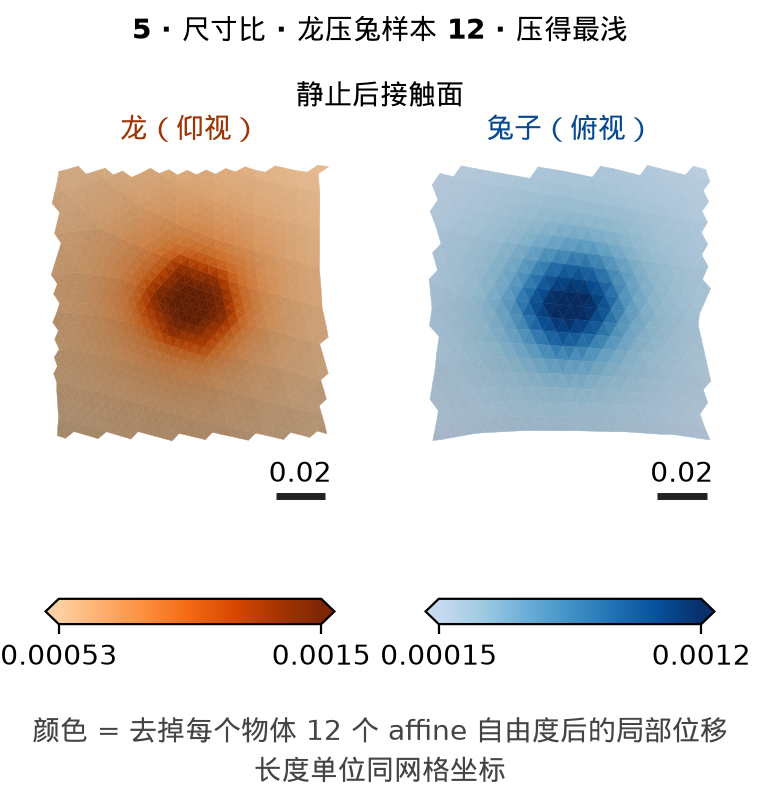 5 · 尺寸比 · 龙压兔样本 12 · 压得最浅
静止后接触面
龙（仰视） 兔子（俯视）
0.02 0.02
0.00053 0.0015 0.00015 0.0012
颜色 = 去掉每个物体 12 个 affine 自由度后的局部位移
长度单位同网格坐标